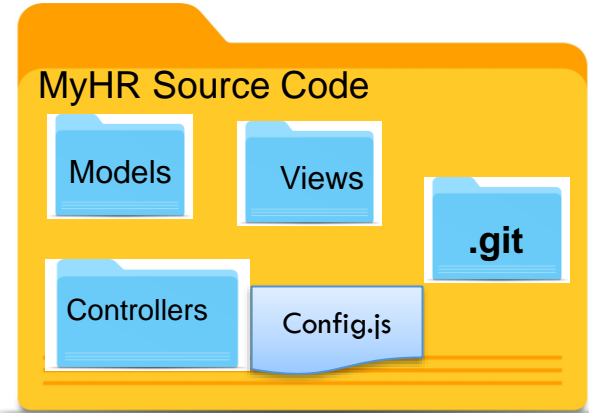 MyHR Source Code
Models
Views
.git
Controllers
Config.js